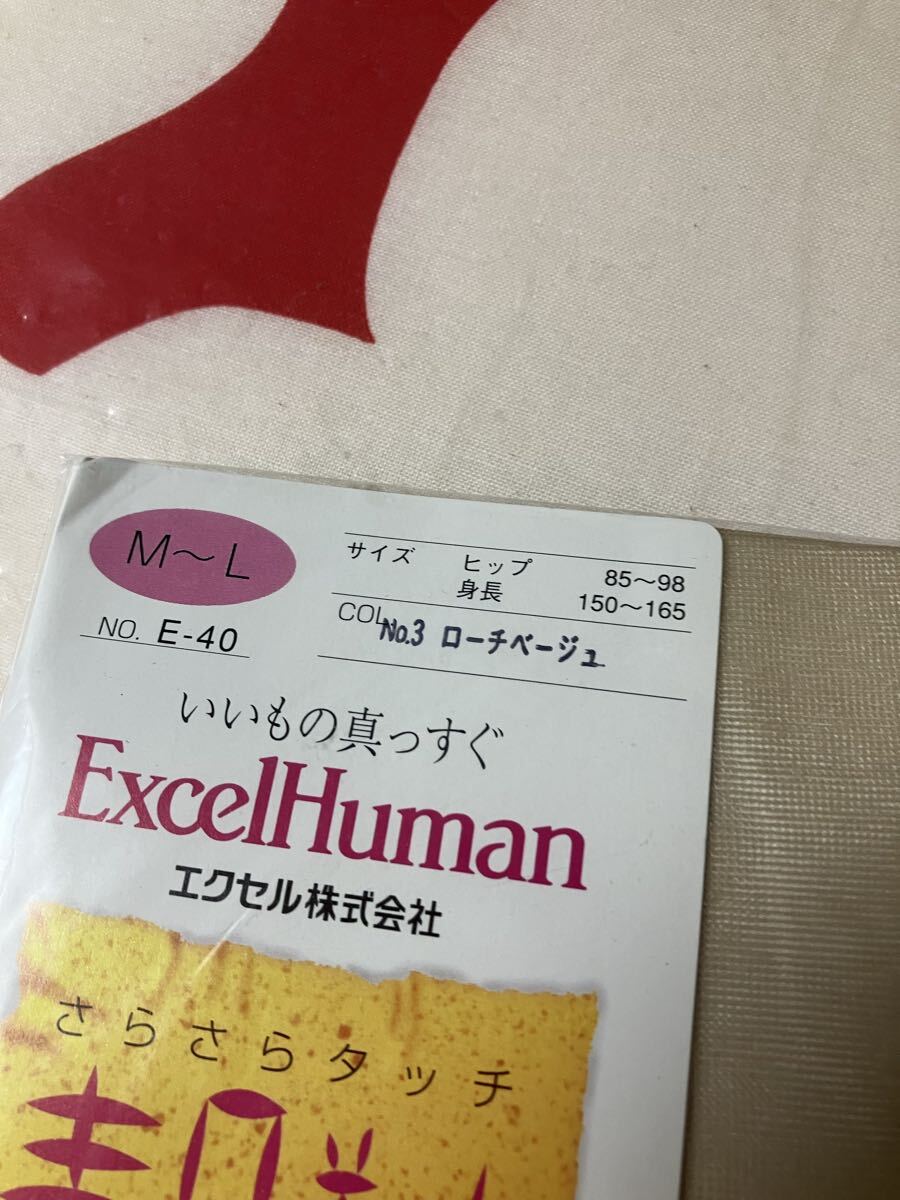 M～L
サイズ ヒップ 85～98
身長 150～165
NO. E-40
COL No.3 ローチベージュ
いいもの真っすぐ
ExcelHuman
エクセル株式会社
さらさらタッチ